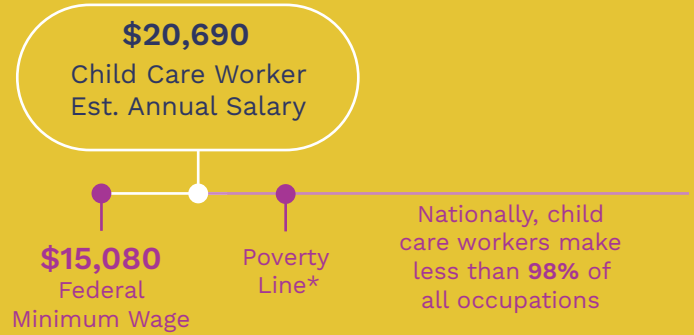 $20,690
Child Care Worker
Est. Annual Salary
$15,080
Federal
Minimum Wage
Poverty
Line*
Nationally, child
care workers make
less than 98% of
all occupations